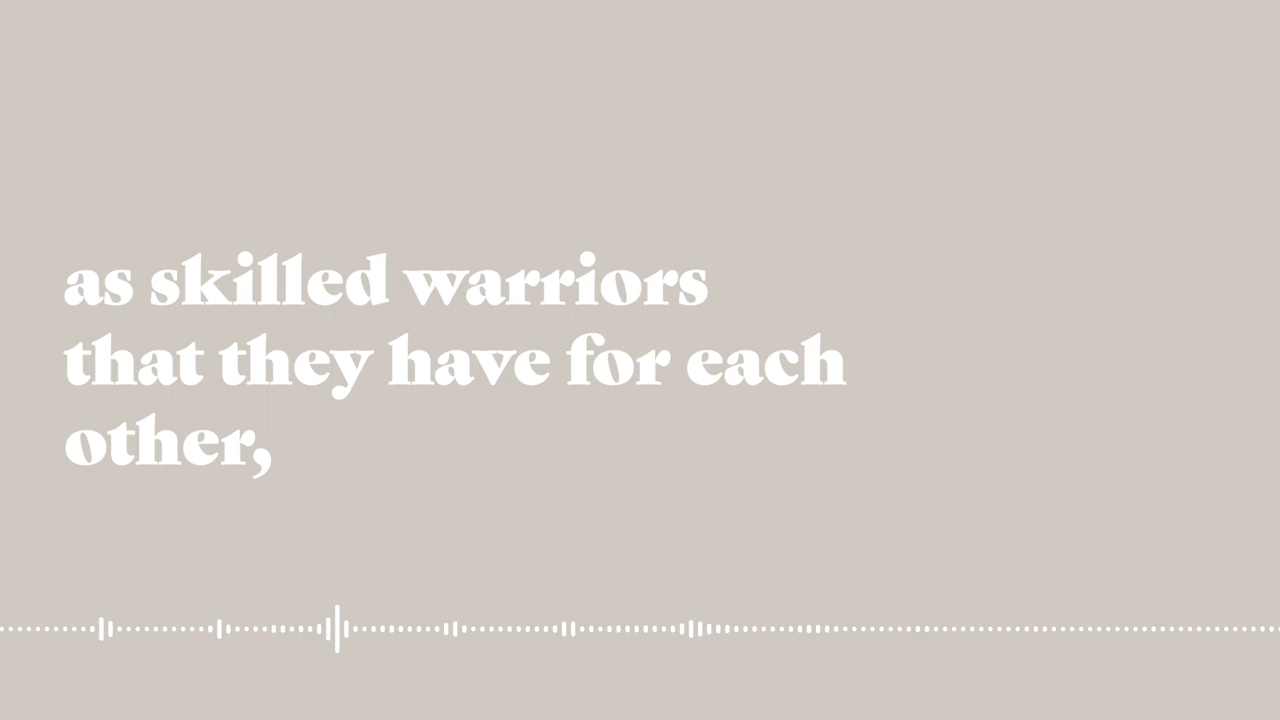 as skilled warriors
that they have for each
other,